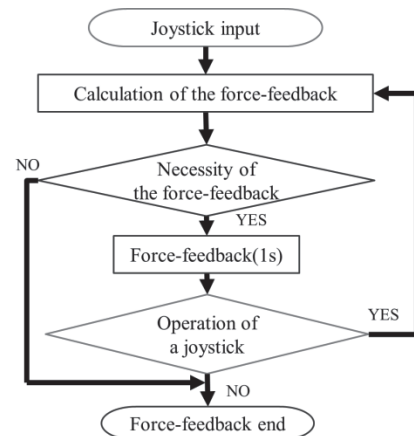 Joystick input
Calculation of the force-feedback
NO
Necessity of
the force-feedback
YES
Force-feedback(1s)
Operation of
a joystick
YES
NO
Force-feedback end